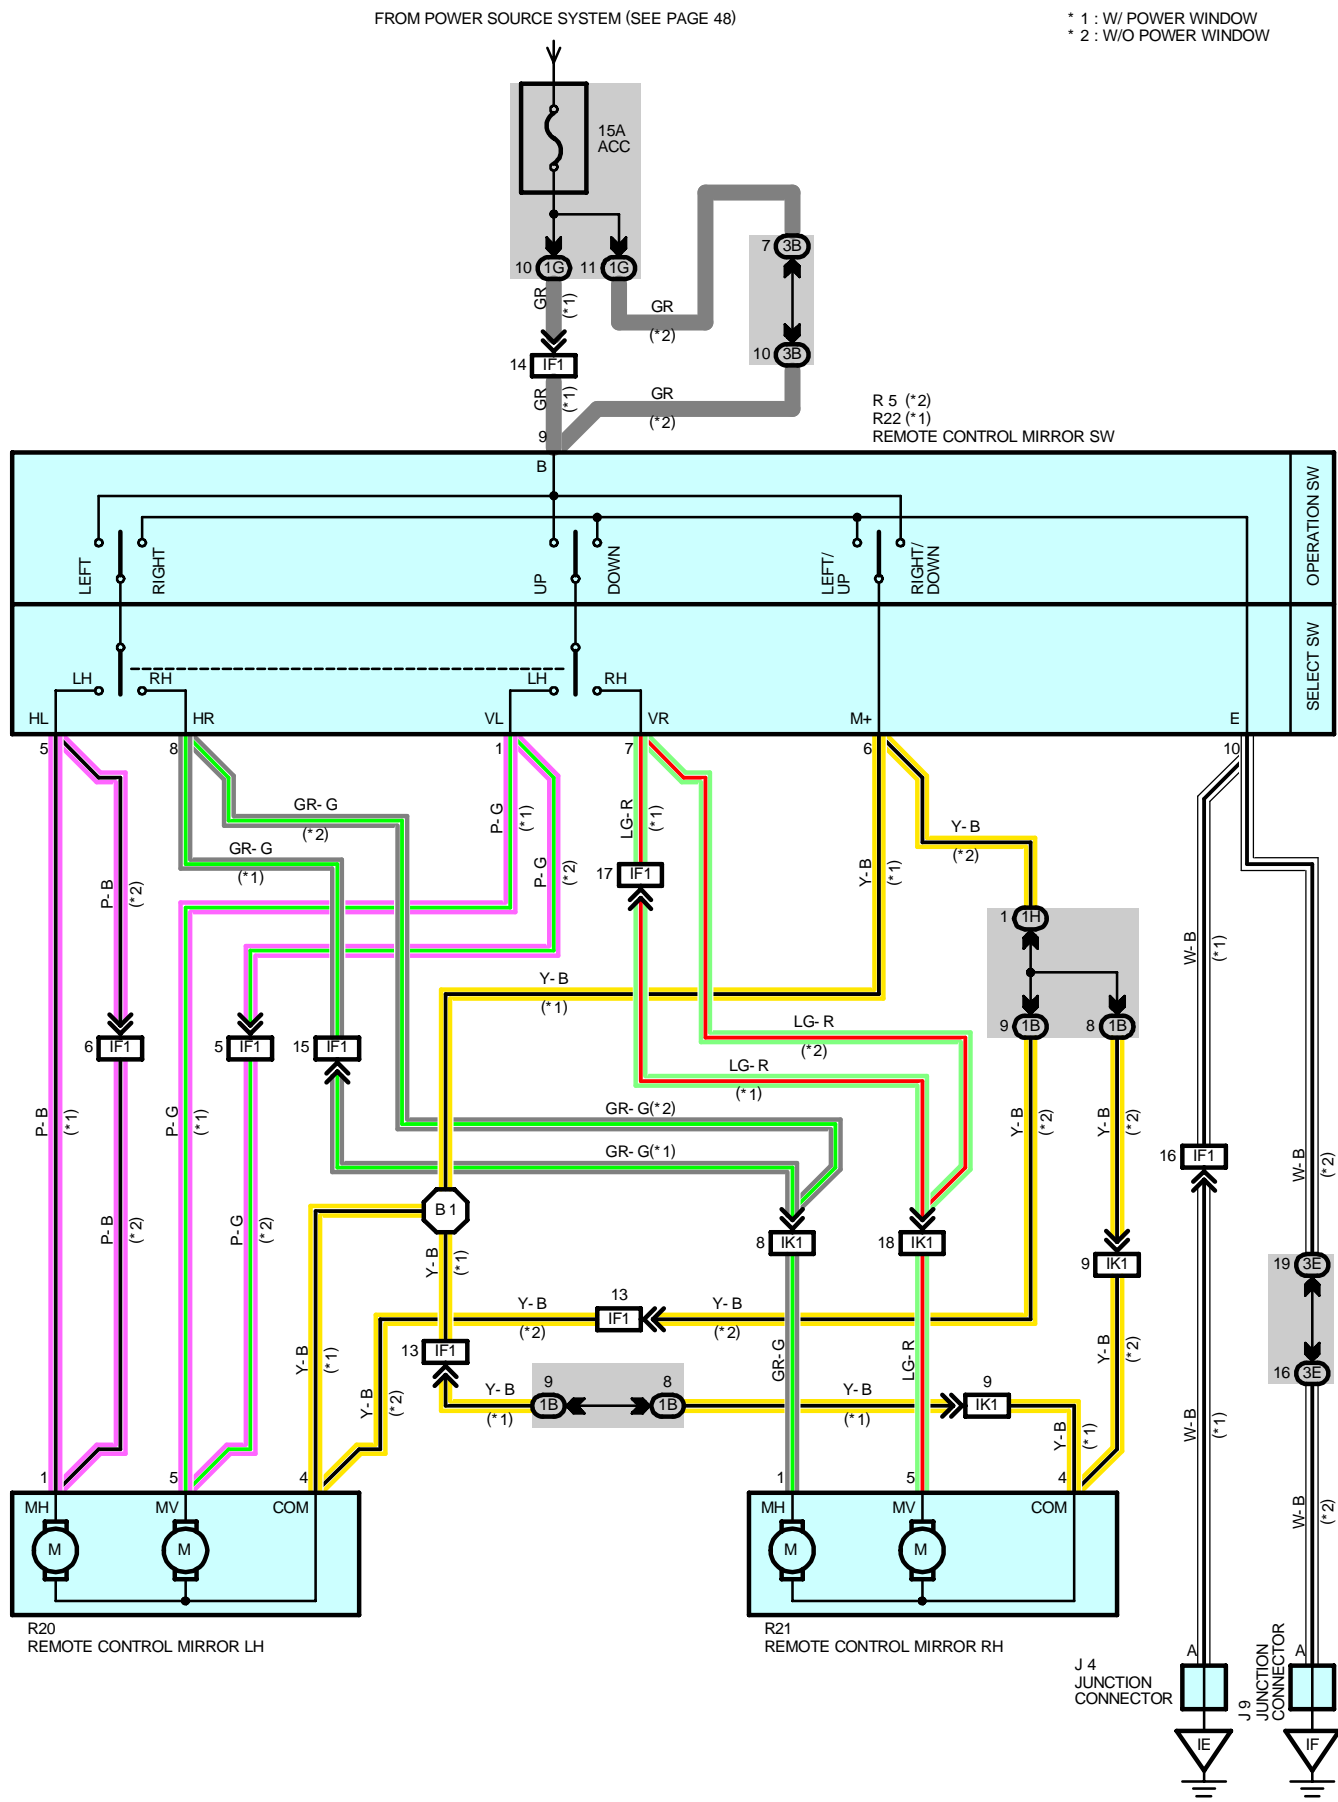 FROM POWER SOURCE SYSTEM (SEE PAGE 48)
* 1 : W/ POWER WINDOW
* 2 : W/O POWER WINDOW
15A
ACC
10 1G 11 1G
7 3B
GR
(*1)
GR
(*2)
14 IF1
10 3B
GR
(*1)
GR
(*2)
R 5 (*2)
R22 (*1)
REMOTE CONTROL MIRROR SW
9
B
OPERATION SW
LEFT
RIGHT
UP
DOWN
LEFT/
UP
RIGHT/
DOWN
SELECT SW
LH RH LH RH
HL HR VL VR M+ E
5 8 1 7 6 10
GR- G
(*2)
GR- G
(*1)
P- B
(*2)
P- G
(*1)
P- G
(*2)
LG- R
(*1)
17 IF1
Y- B
(*1)
Y- B
(*2)
1 1H
9 1B 8 1B
W- B
(*1)
Y- B
(*1)
6 IF1 5 IF1 15 IF1
LG- R
(*2)
LG- R
(*1)
P- B
(*1)
P- G
(*1)
GR- G(*2)
GR- G(*1)
Y- B
(*2)
Y- B
(*2)
16 IF1
W- B
(*2)
P- B
(*2)
P- G
(*2)
B 1
Y- B
(*1)
8 IK1 18 IK1 9 IK1
19 3E
16 3E
Y- B
(*2)
13
IF1
Y- B
(*2)
13 IF1
Y- B
(*1)
Y- B
(*2)
GR- G
LG- R
Y- B
(*2)
Y- B
(*1)
9
1B
8
1B
Y- B
(*1)
9
IK1
Y- B
(*1)
W- B
(*1)
W- B
(*2)
1 5 4 1 5 4
MH MV COM MH MV COM
M M M M
R20
REMOTE CONTROL MIRROR LH
R21
REMOTE CONTROL MIRROR RH
A A
J 4
JUNCTION
CONNECTOR
J 9
JUNCTION
CONNECTOR
IE IF